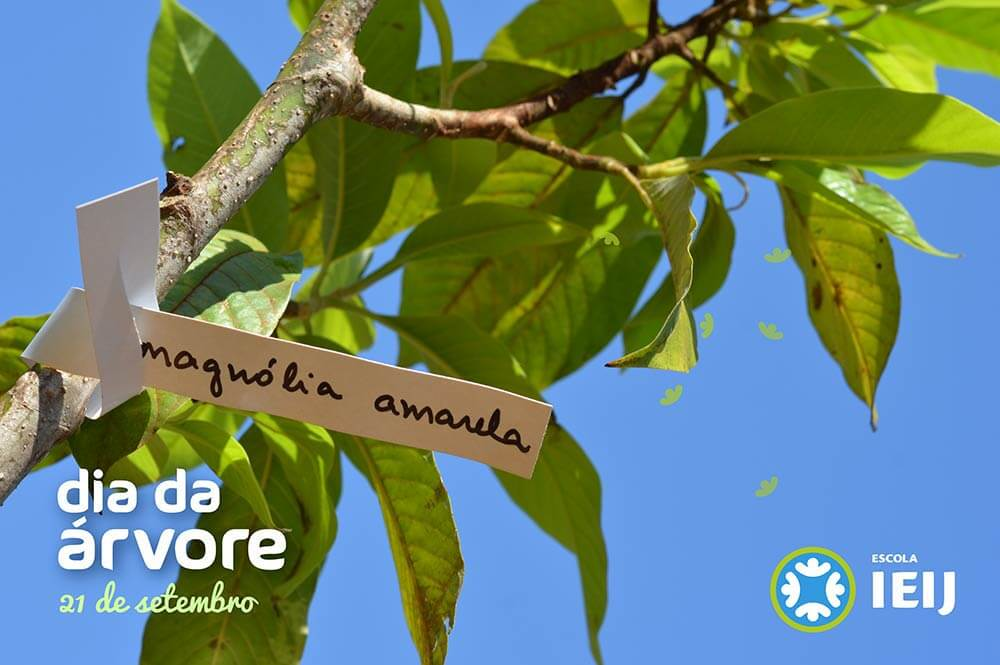 magnólia amarela
dia da
árvore
21 de setembro
ESCOLA
IEIJ